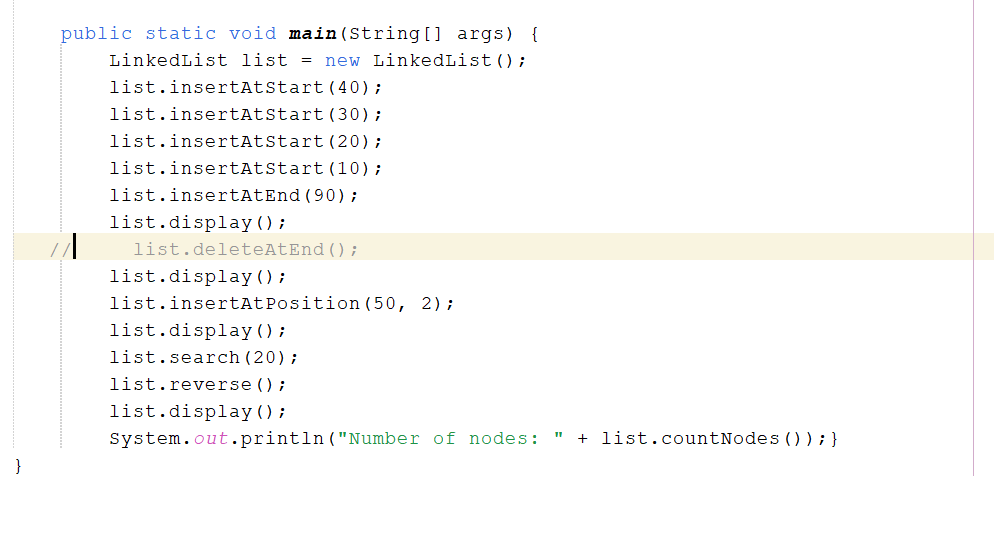 public static void main(String[] args) {
LinkedList list = new LinkedList();
list.insertAtStart(40);
list.insertAtStart(30);
list.insertAtStart(20);
list.insertAtStart(10);
list.insertAtEnd(90);
list.display();
// list.deleteAtEnd();
list.display();
list.insertAtPosition(50, 2);
list.display();
list.search(20);
list.reverse();
list.display();
System.out.println("Number of nodes: " + list.countNodes());}
}